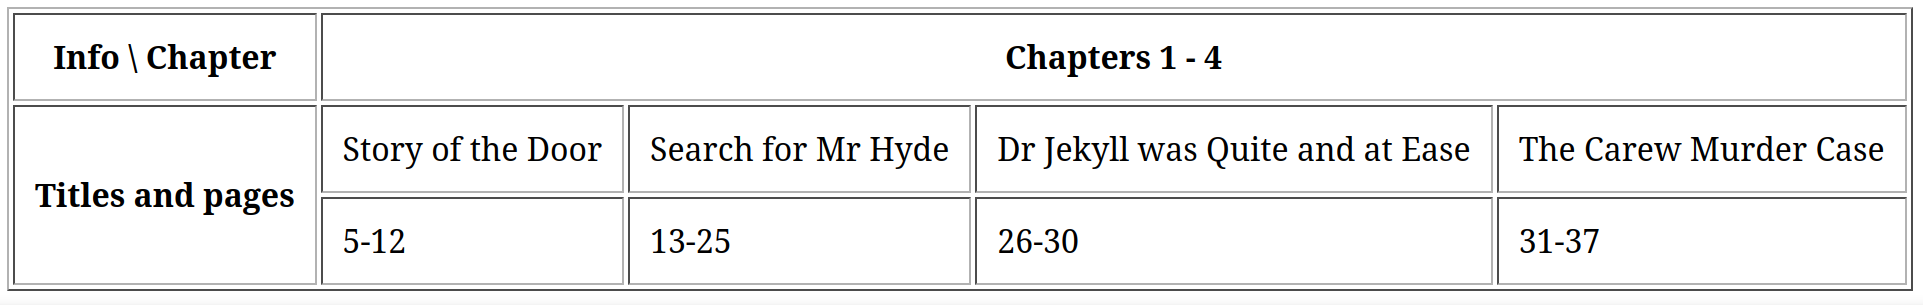 Info \ Chapter
Chapters 1 - 4
Titles and pages
Story of the Door
Search for Mr Hyde
Dr Jekyll was Quite and at Ease
The Carew Murder Case
5-12
13-25
26-30
31-37